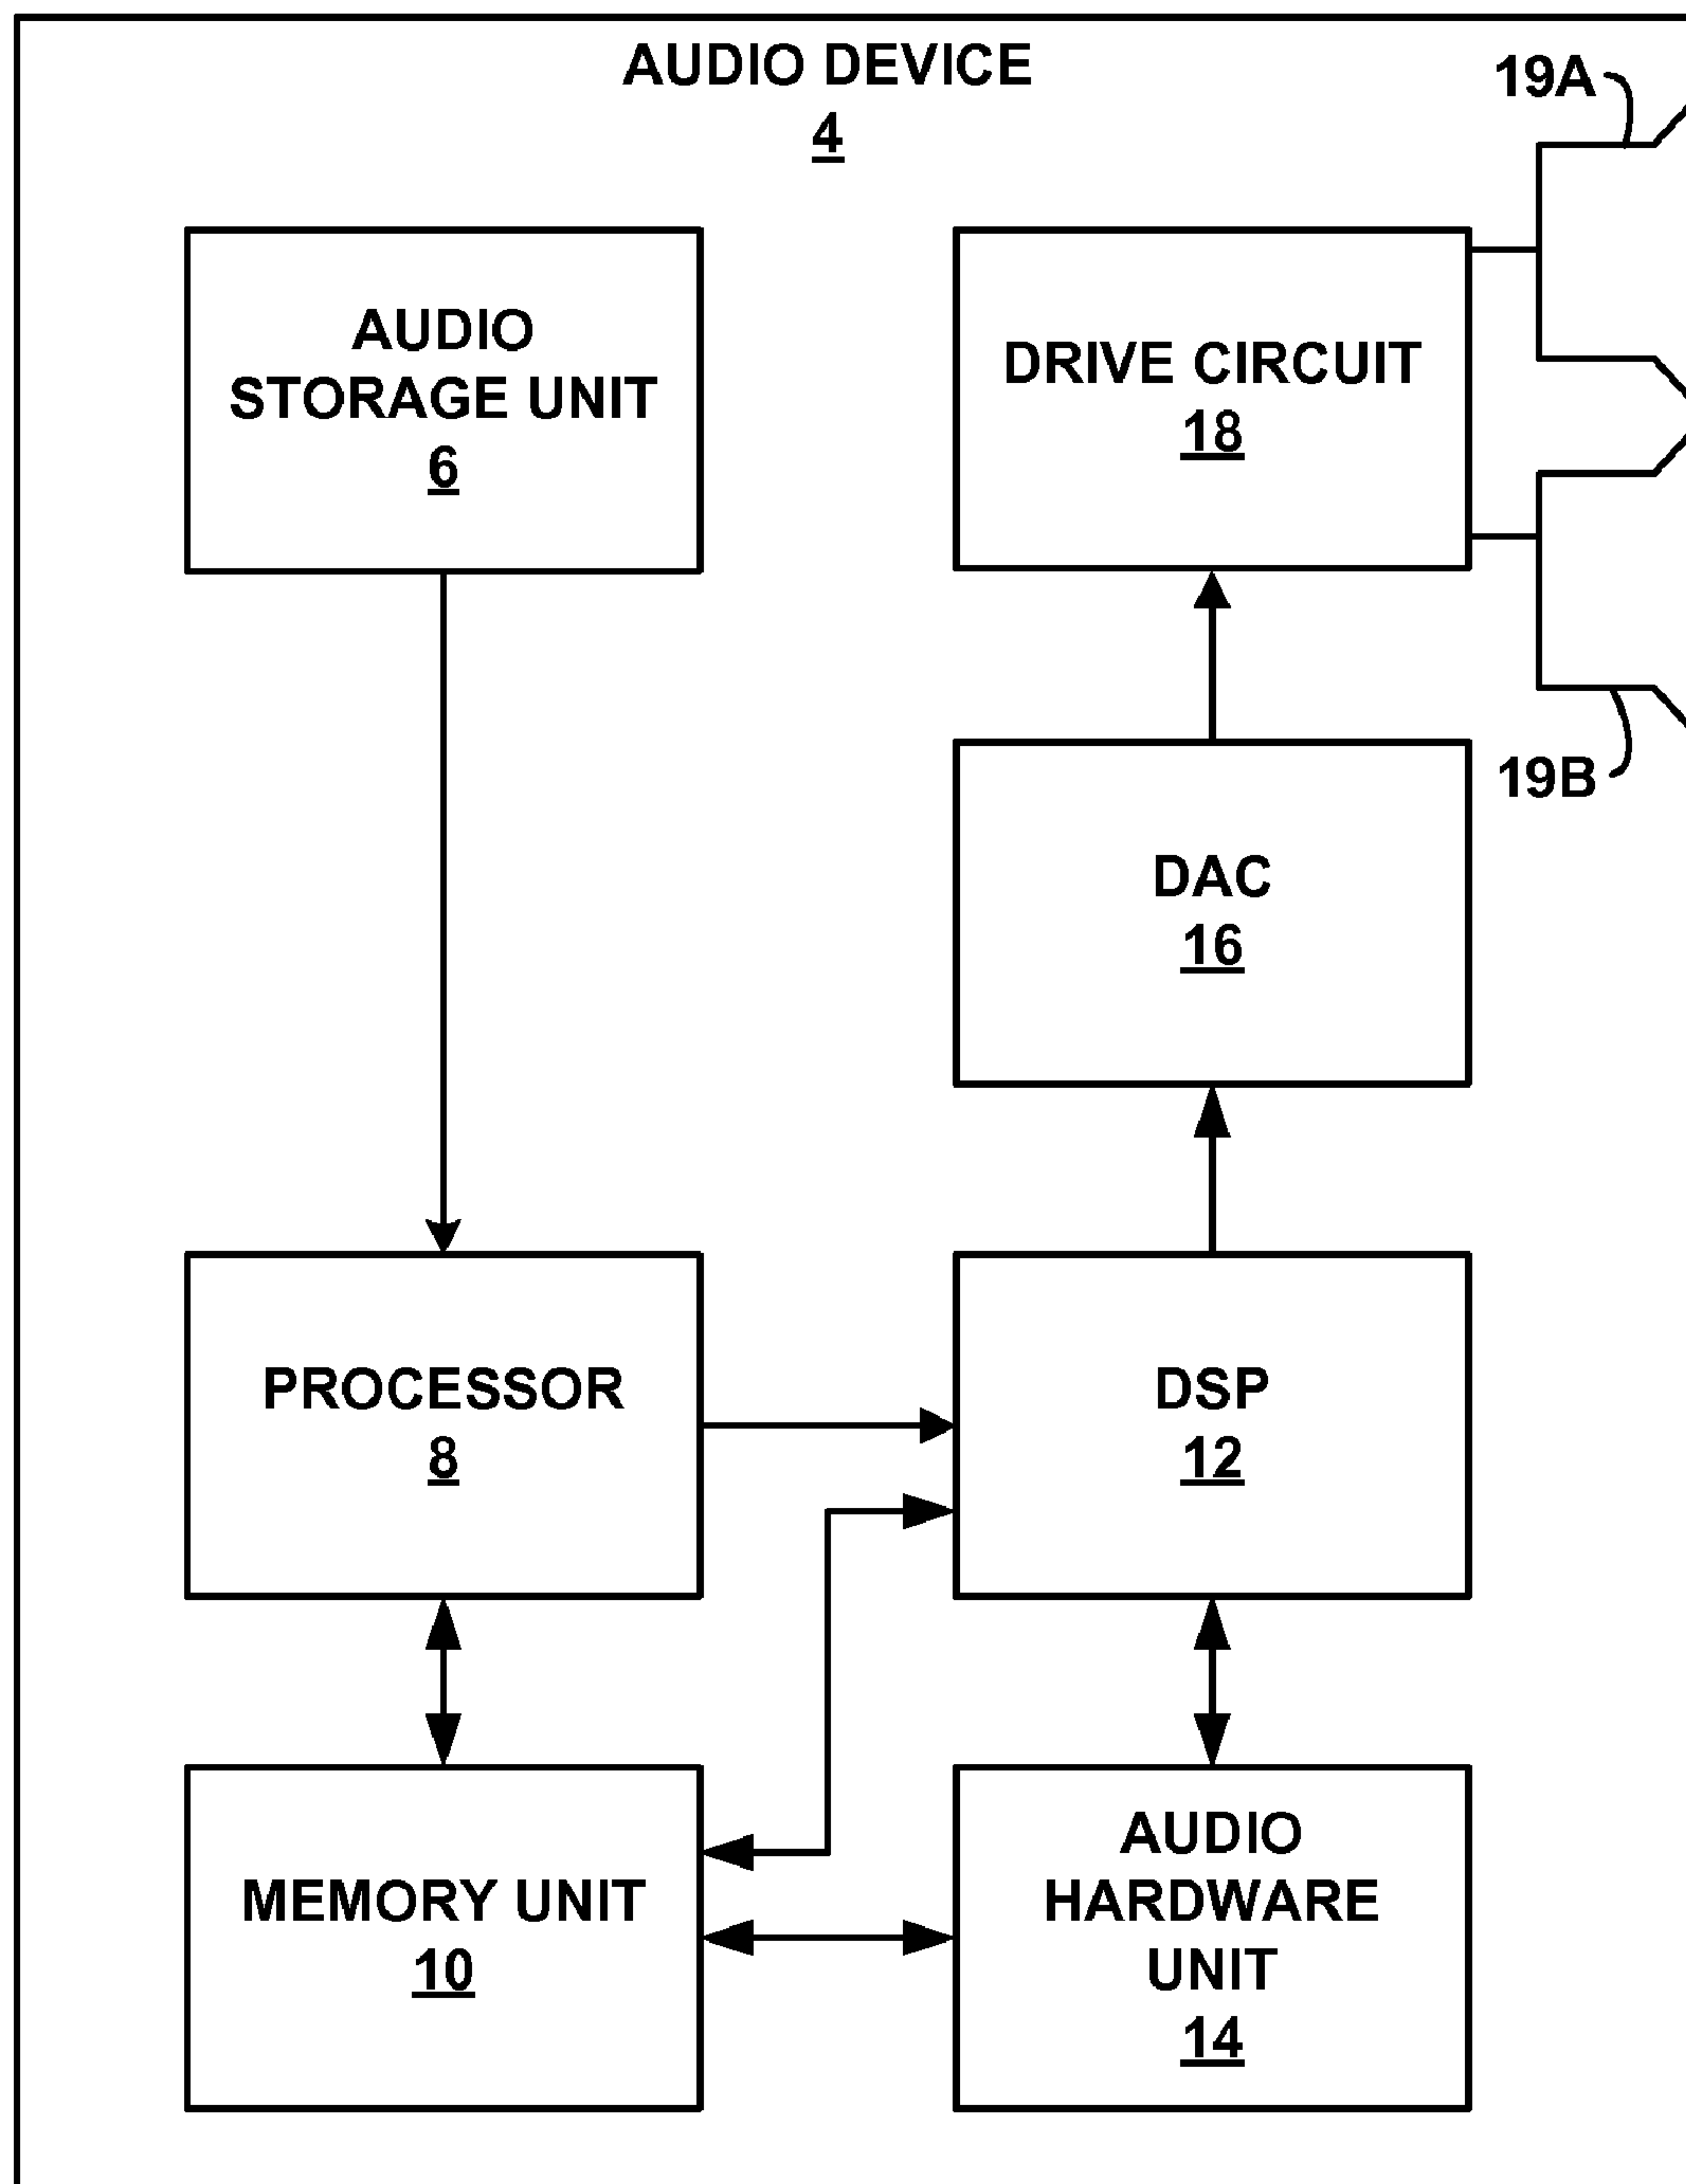 AUDIO DEVICE
4
19A
AUDIO
STORAGE UNIT
6
DRIVE CIRCUIT
18
19B
DAC
16
PROCESSOR
8
DSP
12
MEMORY UNIT
10
AUDIO
HARDWARE
UNIT
14